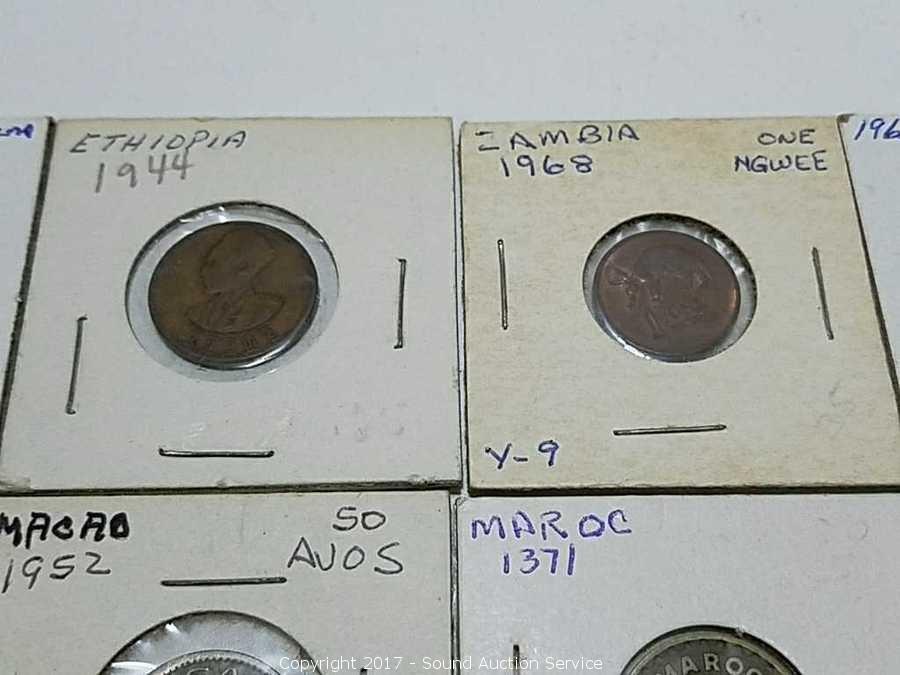 ETHIOPIA
1944
ZAMBIA
1968
ONE
NGWEE
196
Y-9
MACAO
1952
50
AVOS
MAROC
1371
MAROC
Copyright 2017 - Sound Auction Service